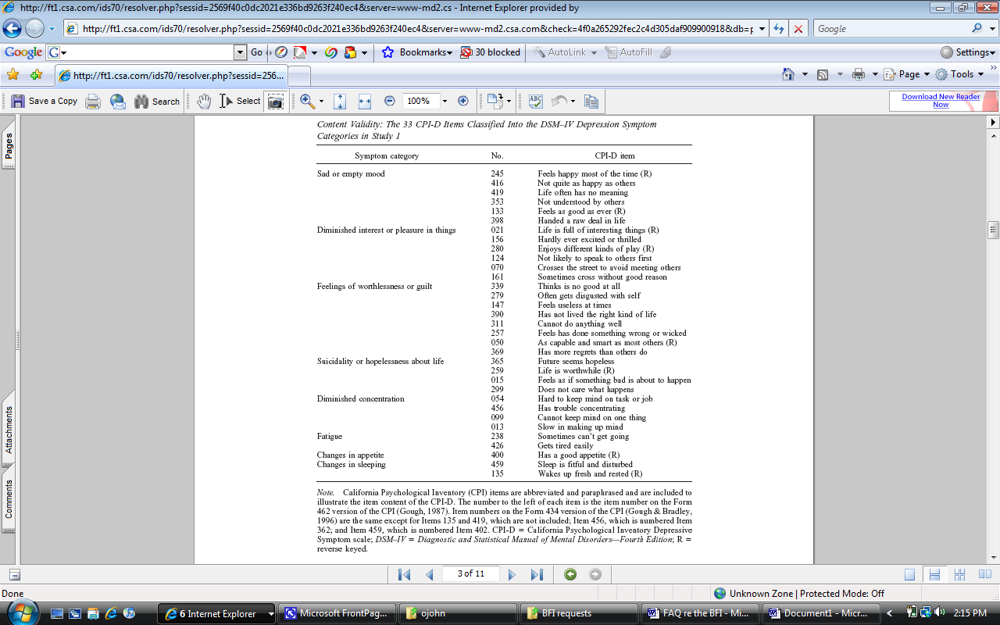 http://ft1.csa.com/ids70/resolver.php?sessid=2569f40c0dc2021e336bd9263f240ec4&server=www-md2.cs - Internet Explorer provided by
http://ft1.csa.com/ids70/resolver.php?sessid=2569f40c0dc2021e336bd9263f240ec4&server=www-md2.csa.com&check=4f0a265292fec2c4d305daf909900918&db=p Google
Google G Go Bookmarks 30 blocked AutoLink AutoFill Settings
http://ft1.csa.com/ids70/resolver.php?sessid=256... Page Tools
Save a Copy Search Select 100% Download New Reader Now
Pages
Attachments
Comments
Content Validity: The 33 CPI-D Items Classified Into the DSM–IV Depression Symptom
Categories in Study 1
Symptom category No. CPI-D item
Sad or empty mood 245 Feels happy most of the time (R)
416 Not quite as happy as others
419 Life often has no meaning
353 Not understood by others
133 Feels as good as ever (R)
398 Handed a raw deal in life
Diminished interest or pleasure in things 021 Life is full of interesting things (R)
156 Hardly ever excited or thrilled
280 Enjoys different kinds of play (R)
124 Not likely to speak to others first
070 Crosses the street to avoid meeting others
161 Sometimes cross without good reason
Feelings of worthlessness or guilt 339 Thinks is no good at all
279 Often gets disgusted with self
147 Feels useless at times
390 Has not lived the right kind of life
311 Cannot do anything well
257 Feels has done something wrong or wicked
050 As capable and smart as most others (R)
369 Has more regrets than others do
Suicidality or hopelessness about life 365 Future seems hopeless
259 Life is worthwhile (R)
015 Feels as if something bad is about to happen
299 Does not care what happens
Diminished concentration 054 Hard to keep mind on task or job
456 Has trouble concentrating
099 Cannot keep mind on one thing
013 Slow in making up mind
Fatigue 238 Sometimes can't get going
426 Gets tired easily
Changes in appetite 400 Has a good appetite (R)
Changes in sleeping 459 Sleep is fitful and disturbed
135 Wakes up fresh and rested (R)
Note. California Psychological Inventory (CPI) items are abbreviated and paraphrased and are included to
illustrate the item content of the CPI-D. The number to the left of each item is the item number on the Form
462 version of the CPI (Gough, 1987). Item numbers on the Form 434 version of the CPI (Gough & Bradley,
1996) are the same except for Items 135 and 419, which are not included; Item 456, which is numbered Item
362; and Item 459, which is numbered Item 402. CPI-D = California Psychological Inventory Depressive
Symptom scale; DSM–IV = Diagnostic and Statistical Manual of Mental Disorders—Fourth Edition; R =
reverse keyed.
3 of 11
Done Unknown Zone | Protected Mode: Off
6 Internet Explorer Microsoft FrontPag... ojohn BFI requests FAQ re the BFI - Mi... Document1 - Micr... 2:15 PM